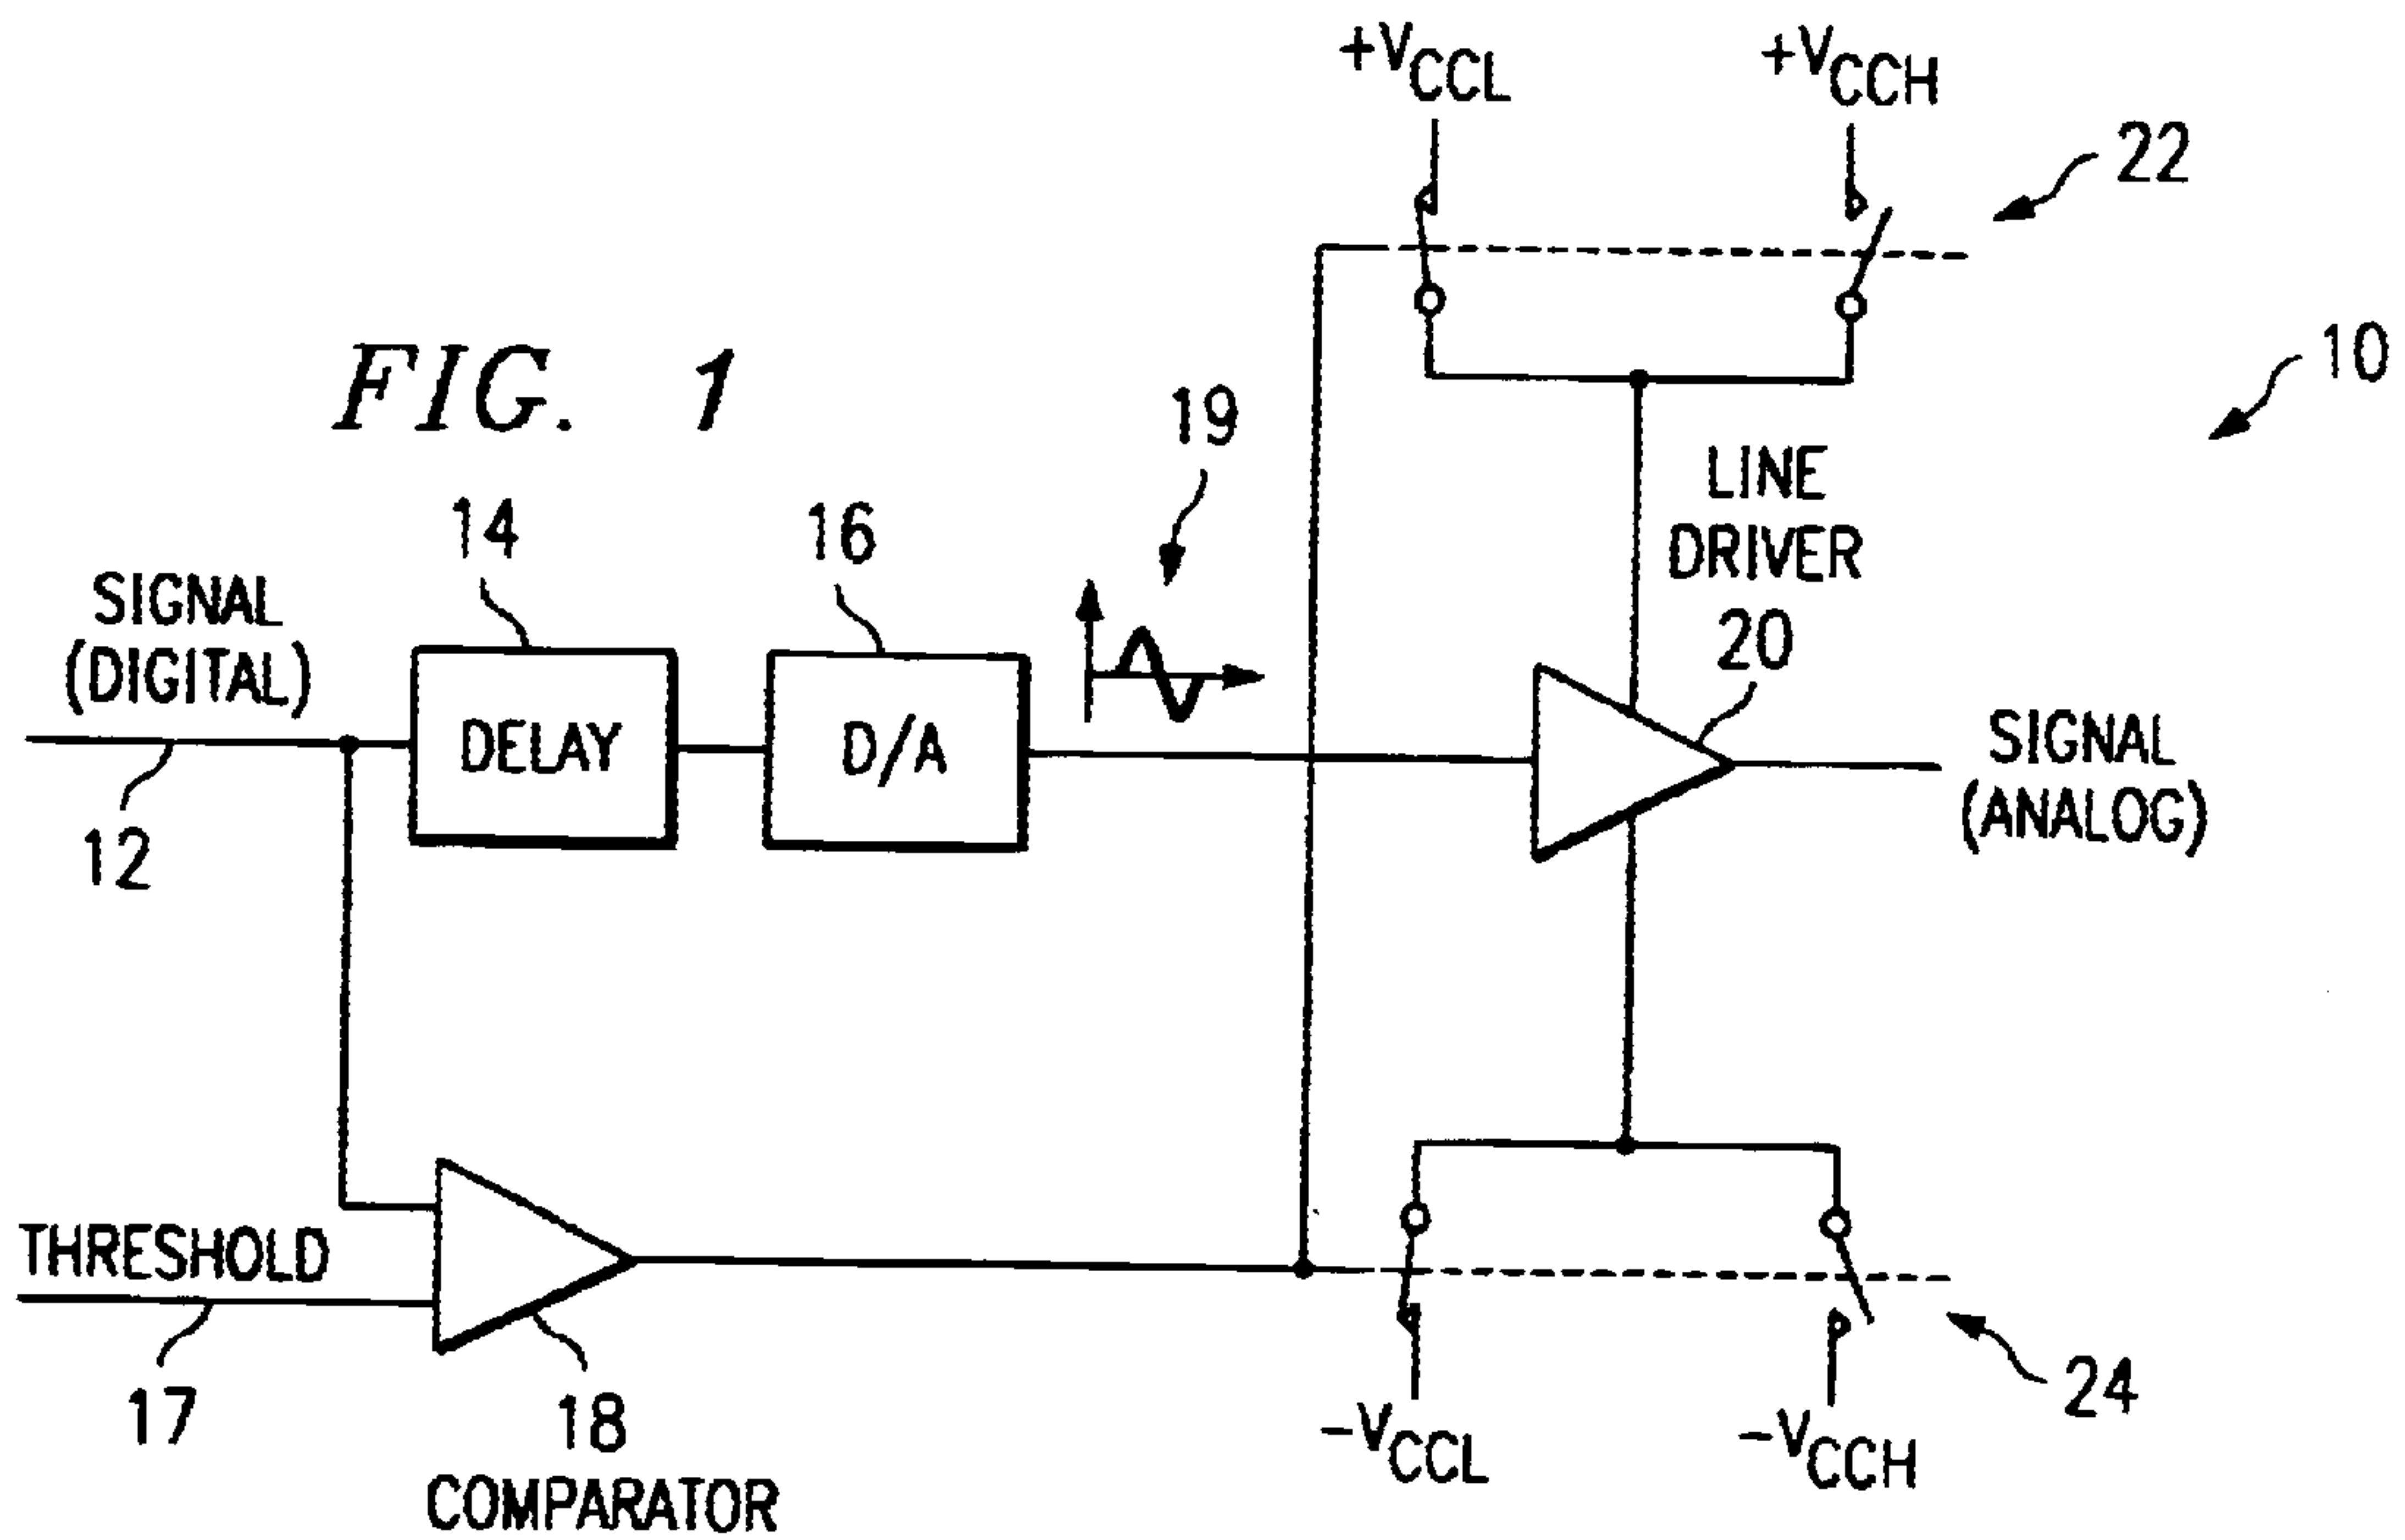 +VCCL
+VCCH
22
10
FIG. 1
19
LINE
DRIVER
20
14
16
SIGNAL
(DIGITAL)
DELAY
D/A
SIGNAL
(ANALOG)
12
THRESHOLD
17
18
COMPARATOR
24
-VCCL
-VCCH